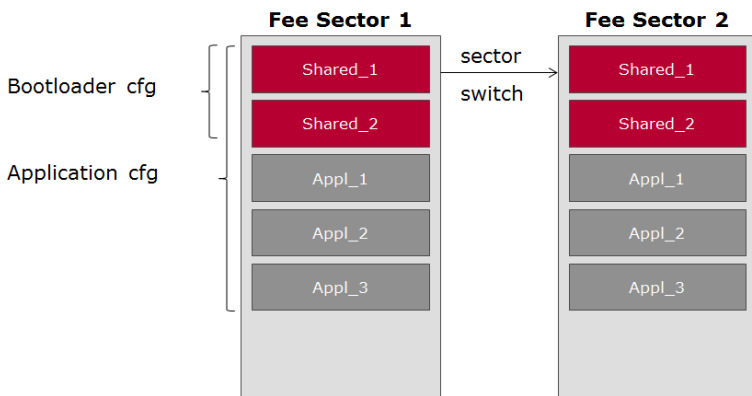 Fee Sector 1
Fee Sector 2
Bootloader cfg
Application cfg
Shared_1
Shared_2
Appl_1
Appl_2
Appl_3
sector
switch
Shared_1
Shared_2
Appl_1
Appl_2
Appl_3